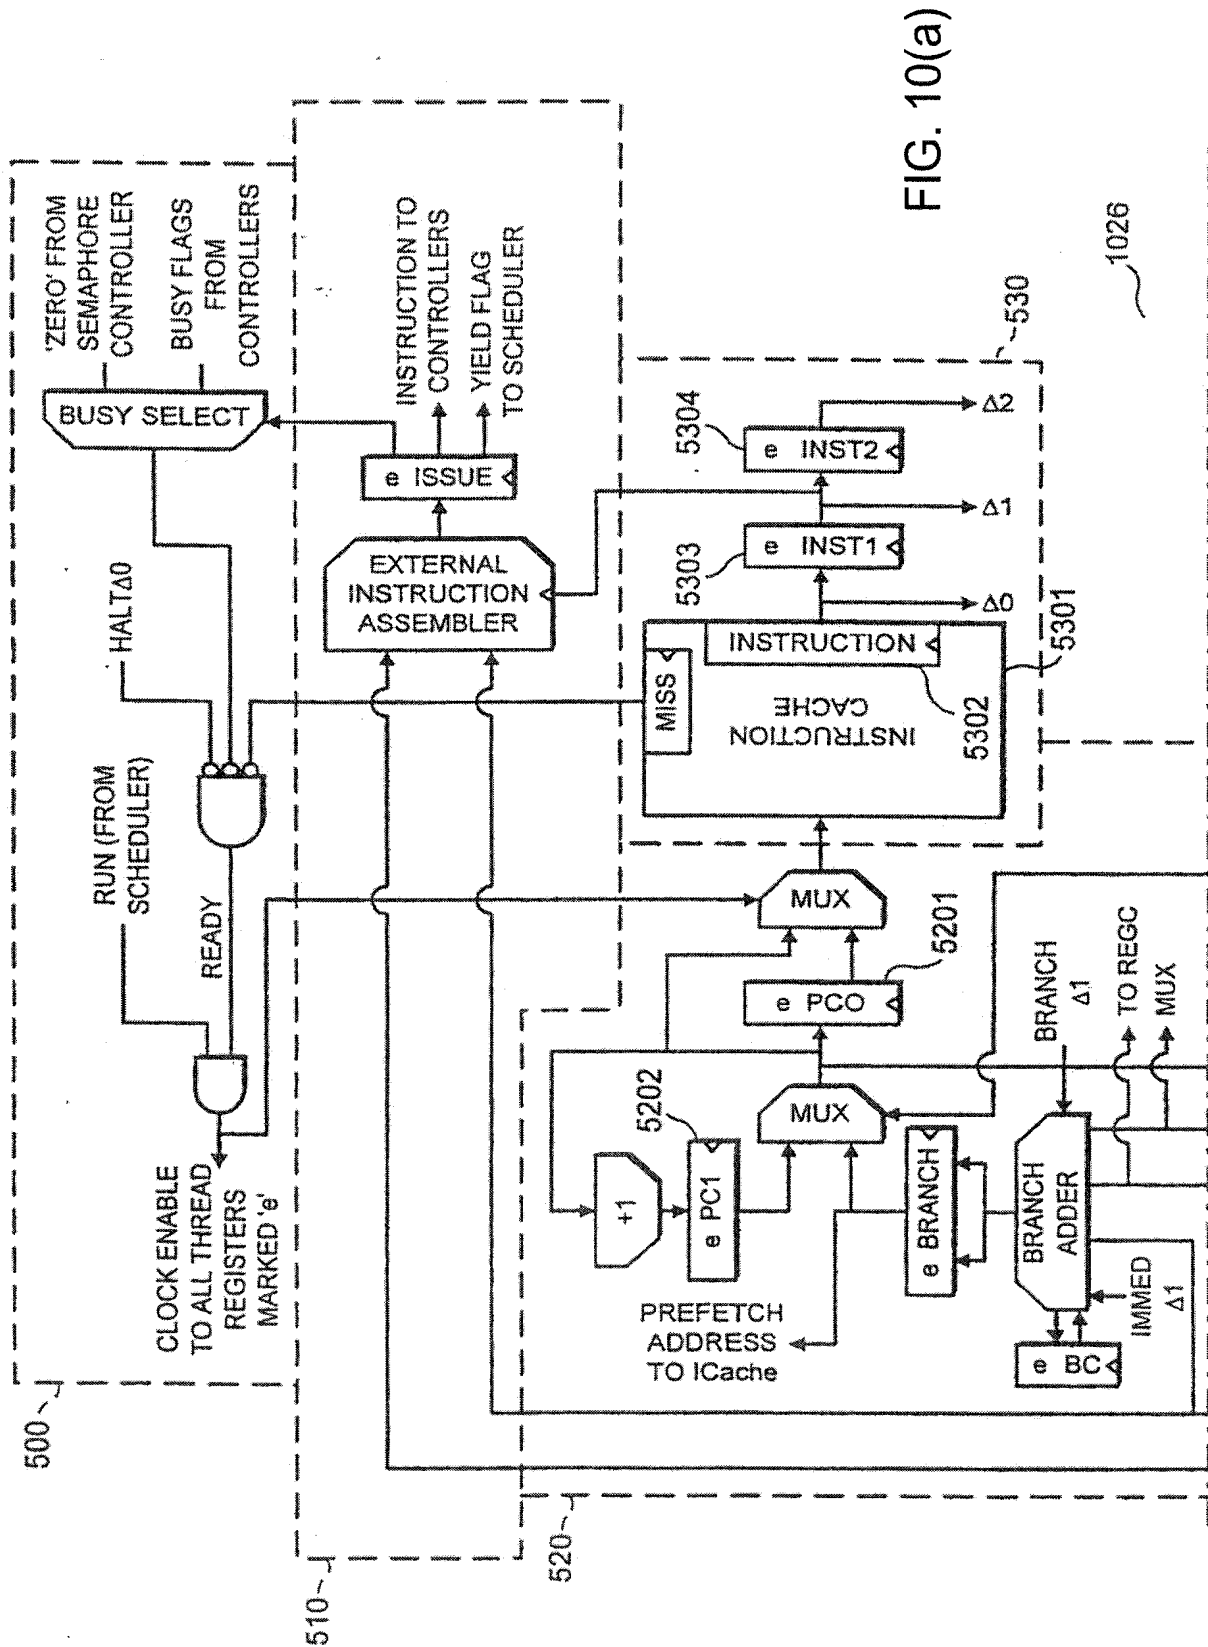 FIG. 10(a)
1026
500
'ZERO' FROM
SEMAPHORE
CONTROLLER
BUSY FLAGS
FROM
CONTROLLERS
BUSY SELECT
HALTΔ0
RUN (FROM
SCHEDULER)
READY
CLOCK ENABLE
TO ALL THREAD
REGISTERS
MARKED 'e'
510
INSTRUCTION TO
CONTROLLERS
YIELD FLAG
TO SCHEDULER
e ISSUE
EXTERNAL
INSTRUCTION
ASSEMBLER
530
5304
e INST2
Δ2
5303
e INST1
Δ1
Δ0
5301
INSTRUCTION
MISS
INSTRUCTION
CACHE
5302
520
MUX
5201
e PCO
5202
MUX
+1
e PC1
PREFETCH
ADDRESS
TO ICache
e BRANCH
BRANCH
Δ1
TO REGC
MUX
BRANCH
ADDER
IMMED
Δ1
e BC